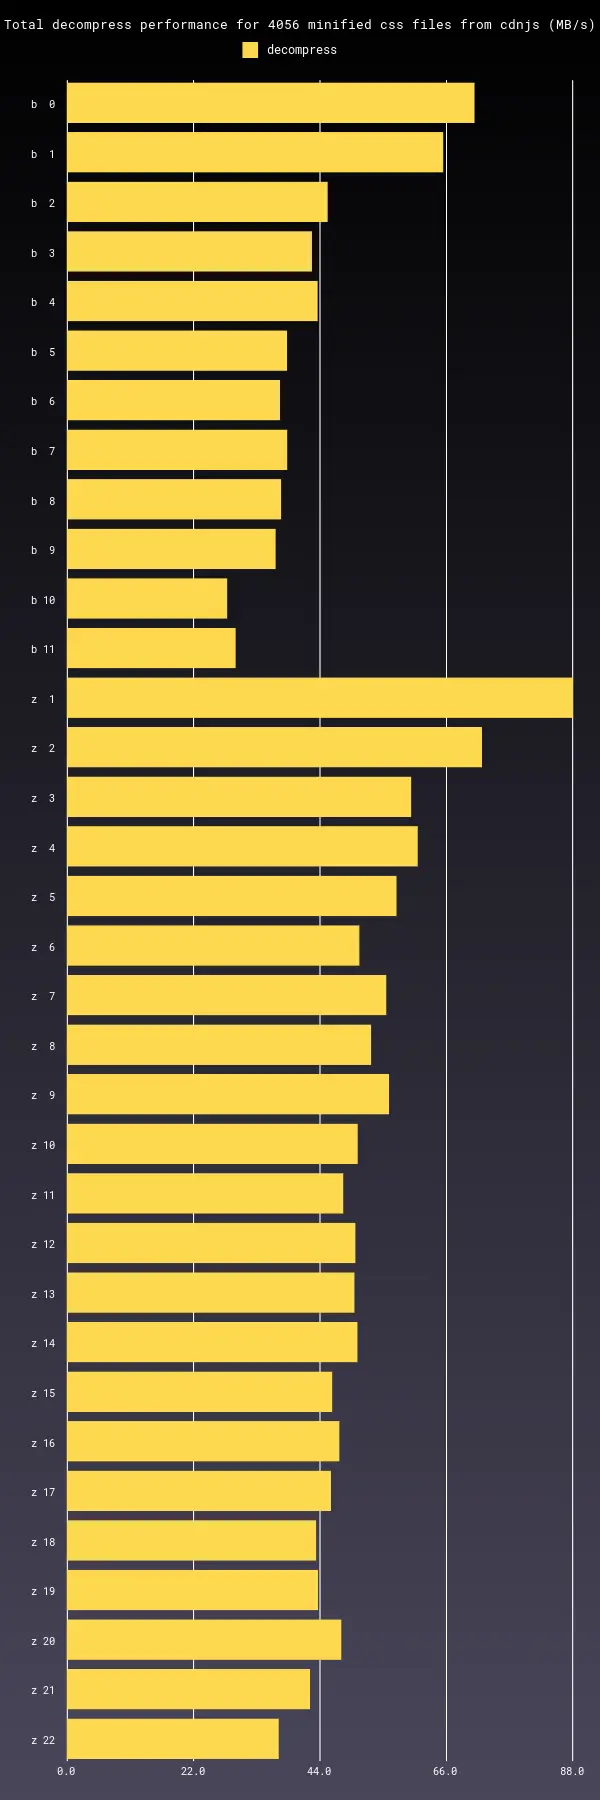 Total decompress performance for 4056 minified css files from cdnjs (MB/s)
decompress
b 0
b 1
b 2
b 3
b 4
b 5
b 6
b 7
b 8
b 9
b 10
b 11
z 1
z 2
z 3
z 4
z 5
z 6
z 7
z 8
z 9
z 10
z 11
z 12
z 13
z 14
z 15
z 16
z 17
z 18
z 19
z 20
z 21
z 22
0.0 22.0 44.0 66.0 88.0